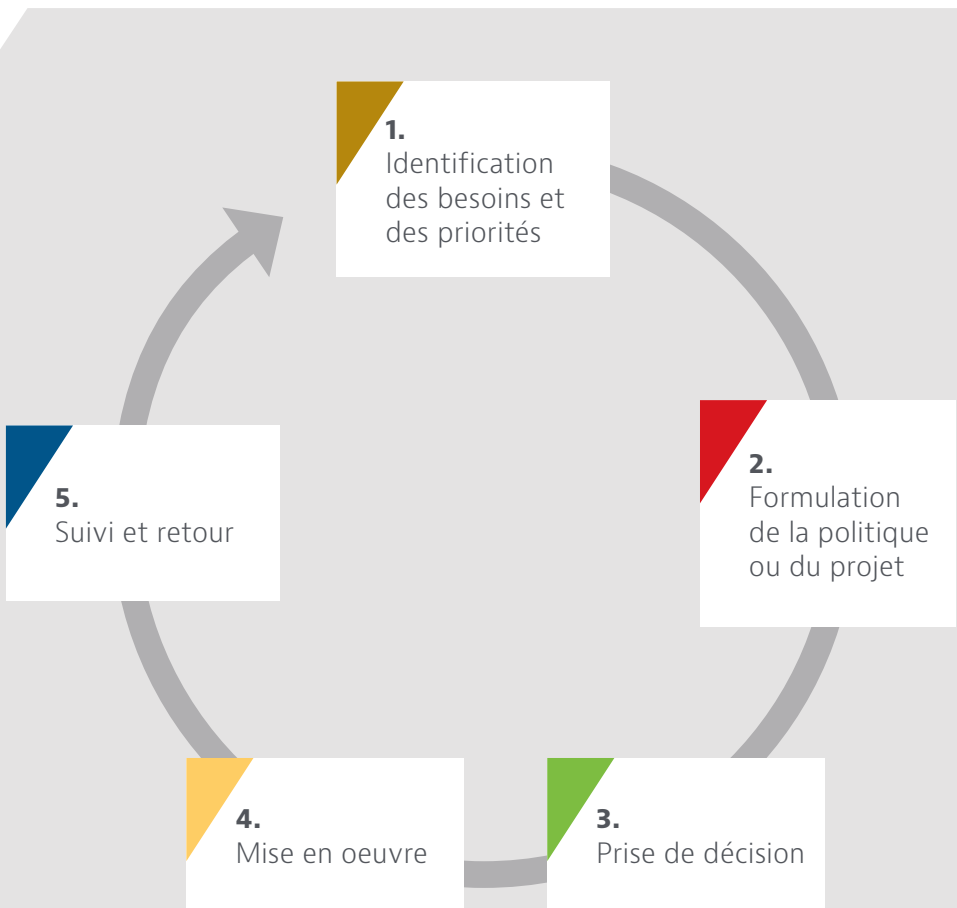 1.
Identification
des besoins et
des priorités
2.
Formulation
de la politique
ou du projet
3.
Prise de décision
4.
Mise en oeuvre
5.
Suivi et retour